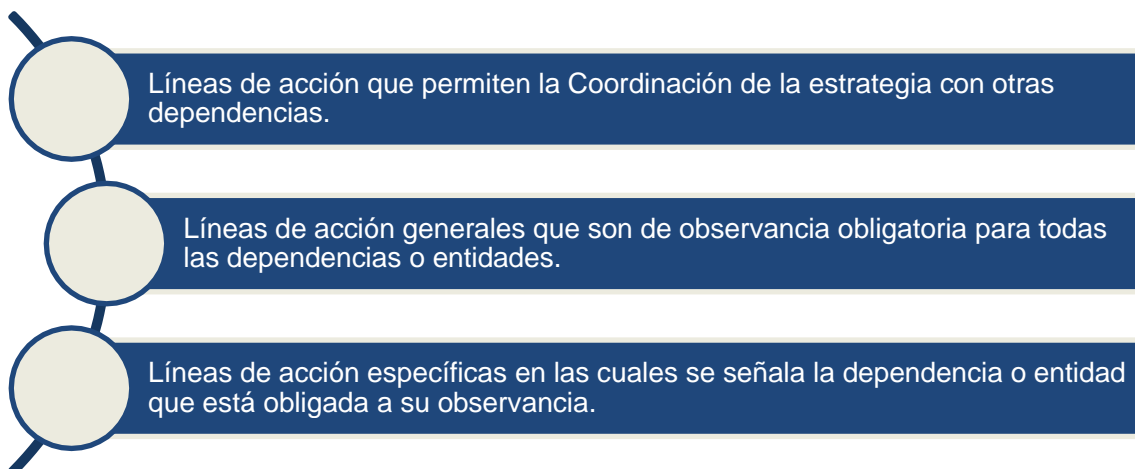 Líneas de acción que permiten la Coordinación de la estrategia con otras
dependencias.
Líneas de acción generales que son de observancia obligatoria para todas
las dependencias o entidades.
Líneas de acción específicas en las cuales se señala la dependencia o entidad
que está obligada a su observancia.